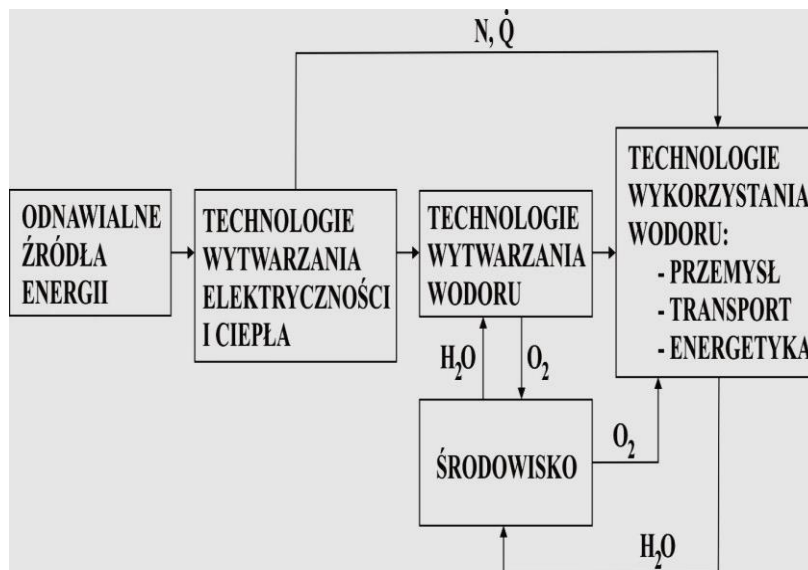 N, Q̇
ODNAWIALNE
ŹRÓDŁA
ENERGII
TECHNOLOGIE
WYTWARZANIA
ELEKTRYCZNOŚCI
I CIEPŁA
TECHNOLOGIE
WYTWARZANIA
WODORU
TECHNOLOGIE
WYKORZYSTANIA
WODORU:
- PRZEMYSŁ
- TRANSPORT
- ENERGETYKA
H₂O
O₂
ŚRODOWISKO
O₂
H₂O